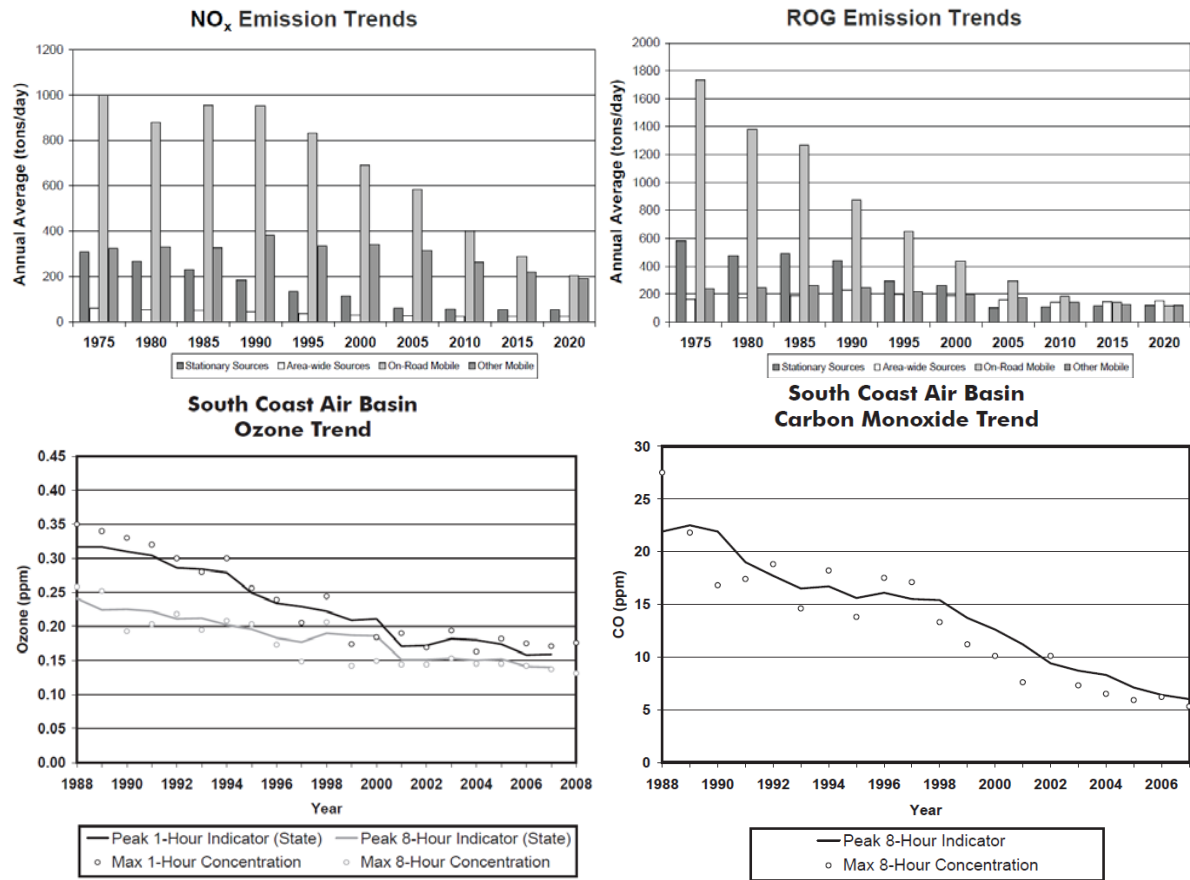 NOx Emission Trends
Annual Average (tons/day)
1200
1000
800
600
400
200
0
1975 1980 1985 1990 1995 2000 2005 2010 2015 2020
Stationary Sources Area-wide Sources On-Road Mobile Other Mobile
ROG Emission Trends
Annual Average (tons/day)
2000
1800
1600
1400
1200
1000
800
600
400
200
0
1975 1980 1985 1990 1995 2000 2005 2010 2015 2020
Stationary Sources Area-wide Sources On-Road Mobile Other Mobile
South Coast Air Basin
Ozone Trend
Ozone (ppm)
0.45
0.40
0.35
0.30
0.25
0.20
0.15
0.10
0.05
0.00
1988 1990 1992 1994 1996 1998 2000 2002 2004 2006 2008
Year
Peak 1-Hour Indicator (State) Peak 8-Hour Indicator (State)
Max 1-Hour Concentration Max 8-Hour Concentration
South Coast Air Basin
Carbon Monoxide Trend
CO (ppm)
30
25
20
15
10
5
0
1988 1990 1992 1994 1996 1998 2000 2002 2004 2006
Year
Peak 8-Hour Indicator
Max 8-Hour Concentration